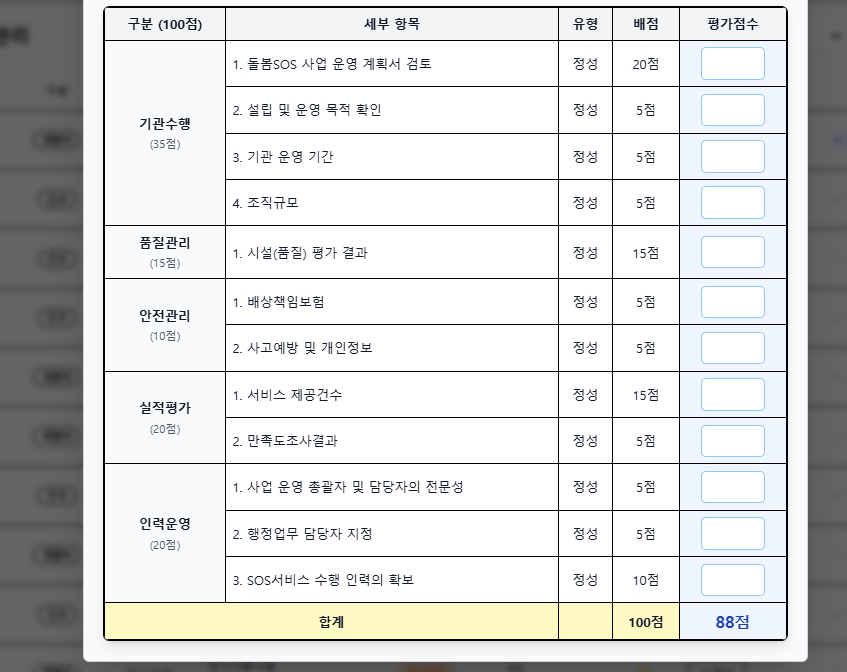 구분 (100점) 세부 항목 유형 배점 평가점수
기관수행
(35점)
1. 돌봄SOS 사업 운영 계획서 검토 정성 20점
2. 설립 및 운영 목적 확인 정성 5점
3. 기관 운영 기간 정성 5점
4. 조직규모 정성 5점
품질관리
(15점)
1. 시설(품질) 평가 결과 정성 15점
안전관리
(10점)
1. 배상책임보험 정성 5점
2. 사고예방 및 개인정보 정성 5점
실적평가
(20점)
1. 서비스 제공건수 정성 15점
2. 만족도조사결과 정성 5점
인력운영
(20점)
1. 사업 운영 총괄자 및 담당자의 전문성 정성 5점
2. 행정업무 담당자 지정 정성 5점
3. SOS서비스 수행 인력의 확보 정성 10점
합계 100점 88점